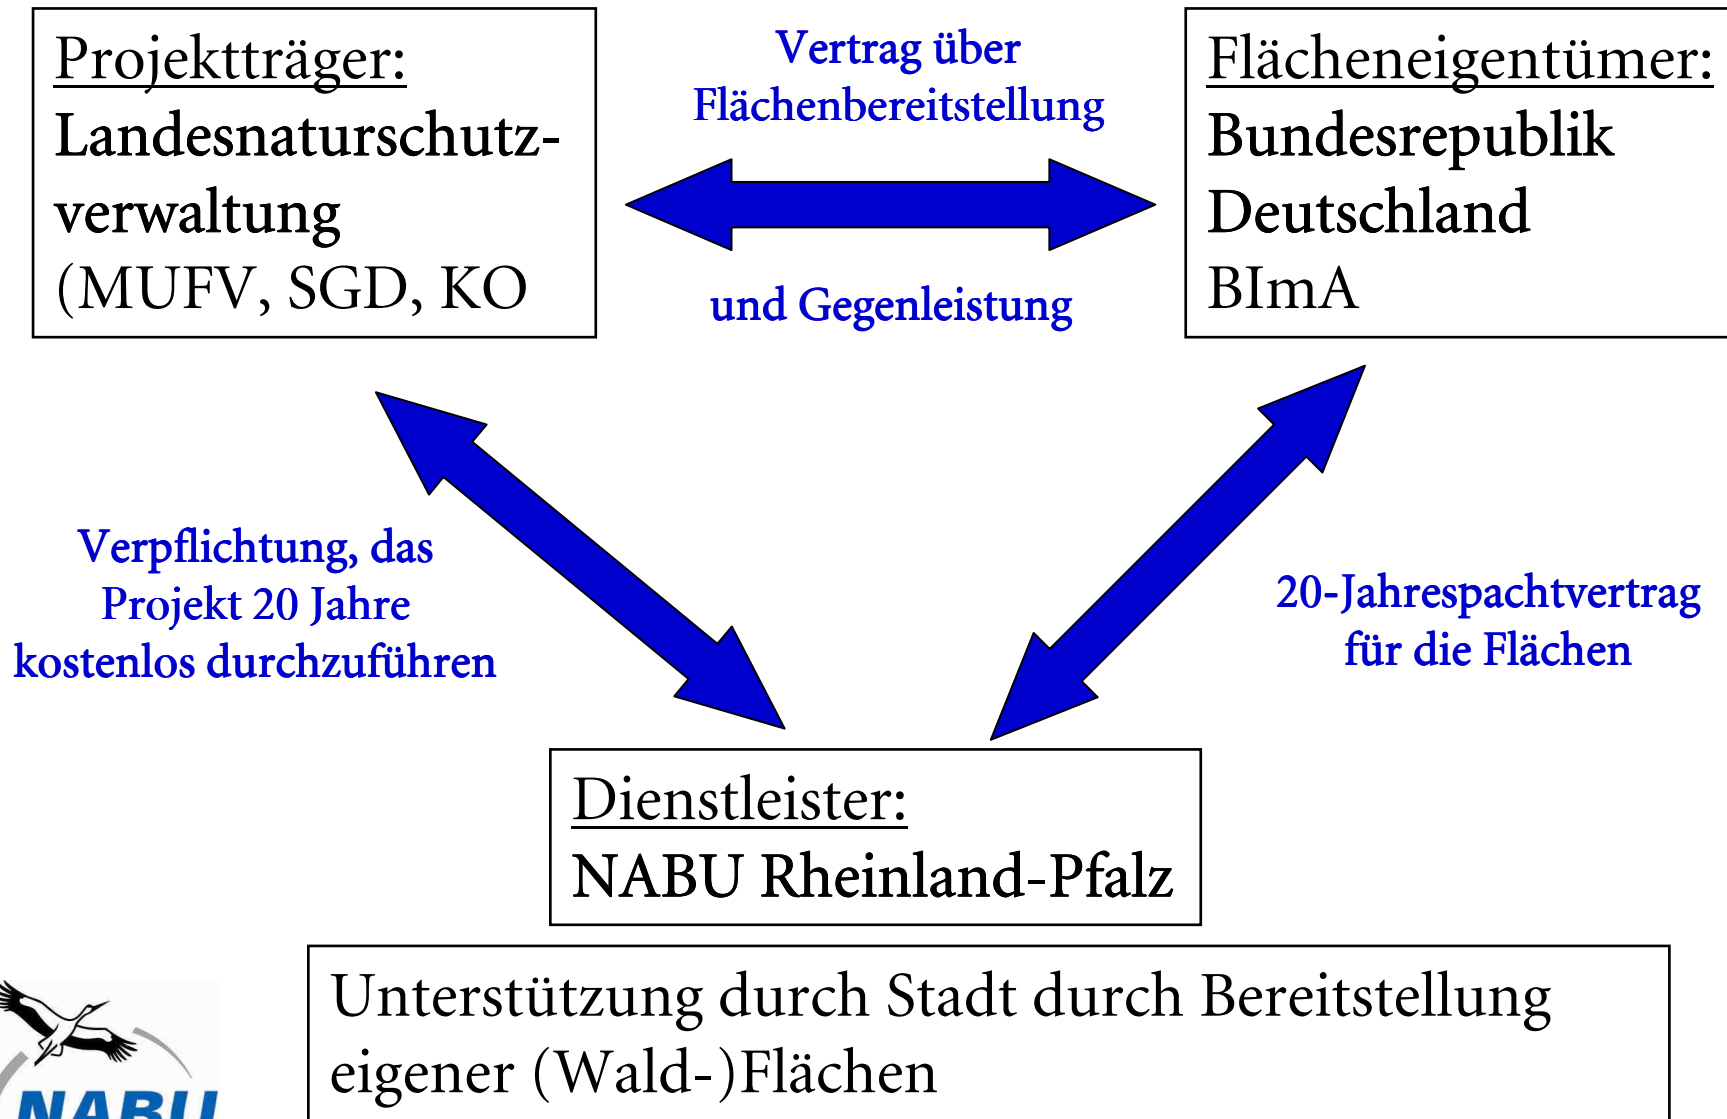 Projektträger:
Landesnaturschutz-
verwaltung
(MUFV, SGD, KO
Vertrag über
Flächenbereitstellung
und Gegenleistung
Flächeneigentümer:
Bundesrepublik
Deutschland
BImA
Verpflichtung, das
Projekt 20 Jahre
kostenlos durchzuführen
20-Jahrespachtvertrag
für die Flächen
Dienstleister:
NABU Rheinland-Pfalz
Unterstützung durch Stadt durch Bereitstellung
eigener (Wald-)Flächen
NABU